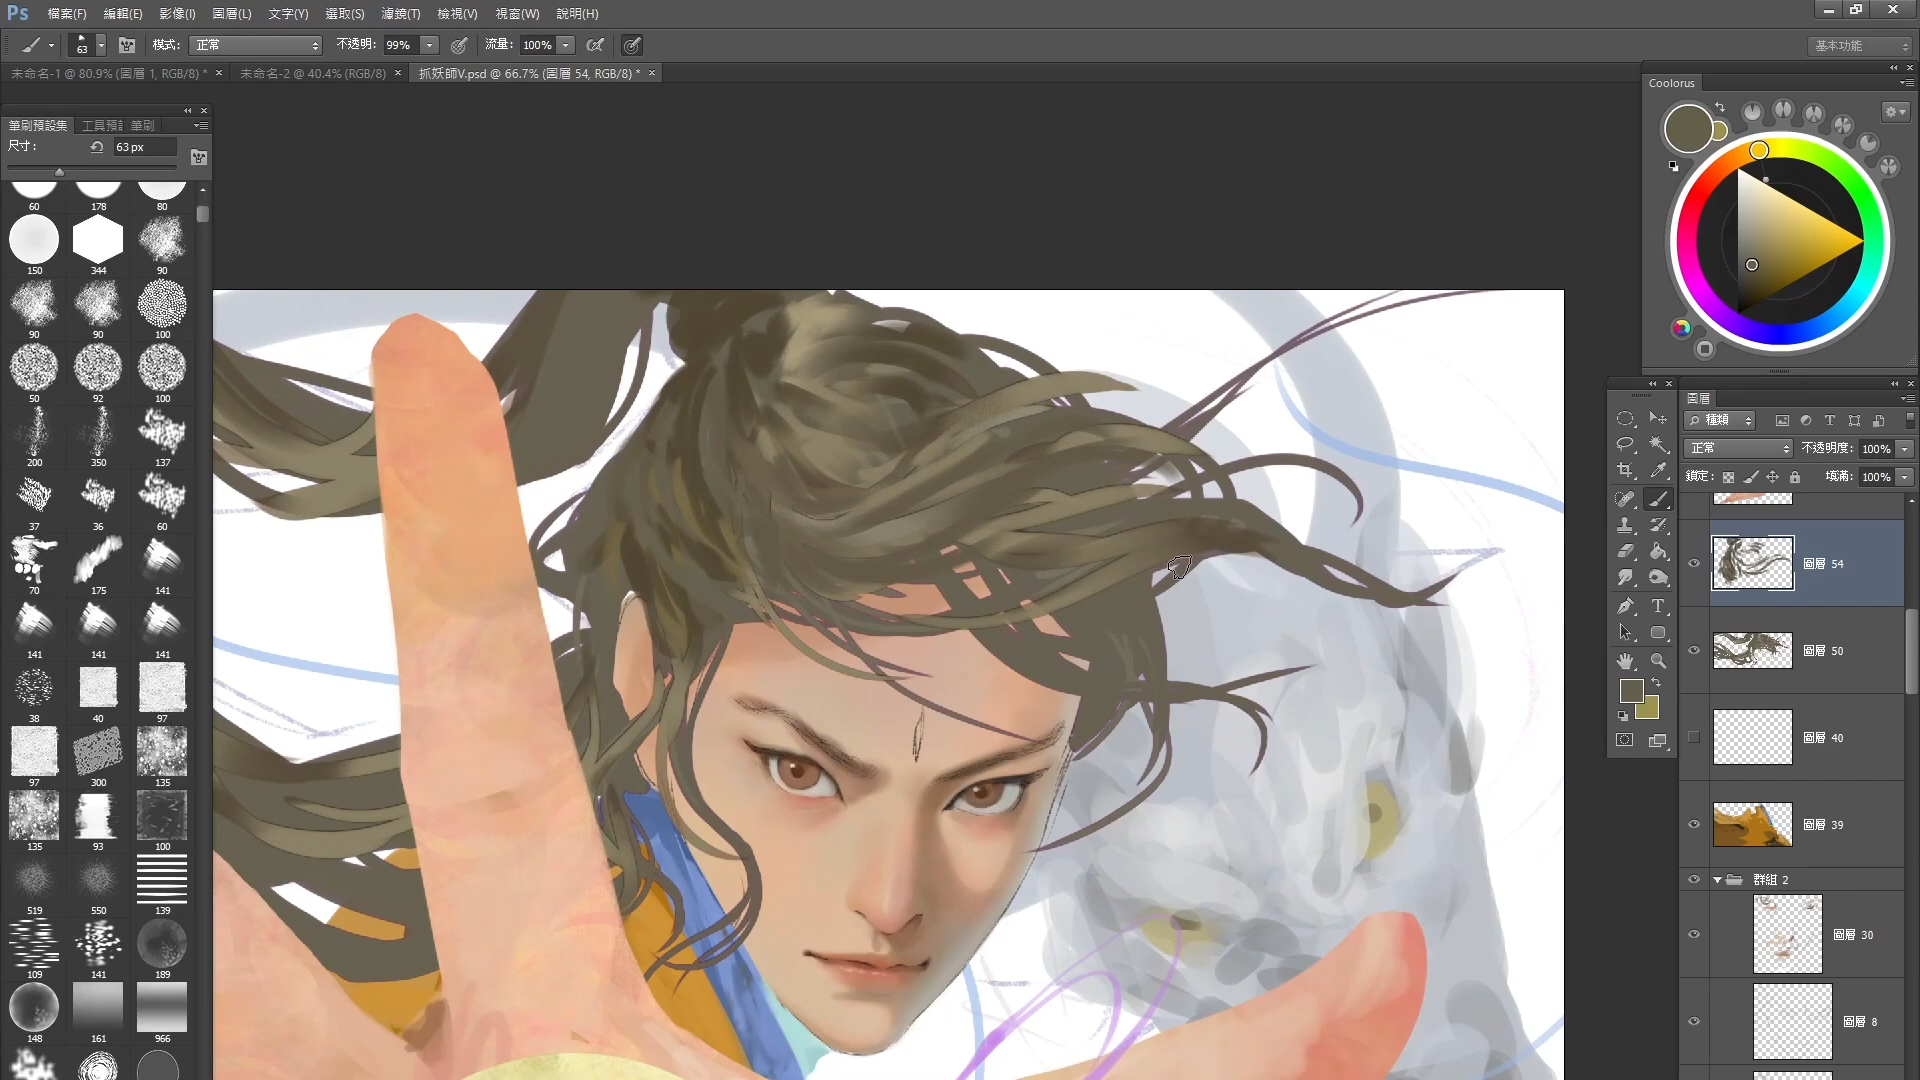 Ps 檔案(F) 編輯(E) 影像(I) 圖層(L) 文字(Y) 選取(S) 濾鏡(T) 檢視(V) 視窗(W) 說明(H)
63 模式: 正常 不透明: 99% 流量: 100% 基本功能
未命名-1 @ 80.9% (圖層 1, RGB/8) * × 未命名-2 @ 40.4% (RGB/8) × 抓妖師V.psd @ 66.7% (圖層 54, RGB/8) * ×
Coolorus
筆刷預設集 工具預設 筆刷
尺寸: 63 px
60 178 80
150 344 90
90 90 100
50 92 100
200 350 137
37 36 60
70 175 141
141 141 141
38 40 97
97 300 135
135 93 100
519 550 139
109 141 189
148 161 966
圖層
種類
正常 不透明度: 100%
鎖定: 填滿: 100%
圖層 54
圖層 50
圖層 40
圖層 39
群組 2
圖層 30
圖層 8